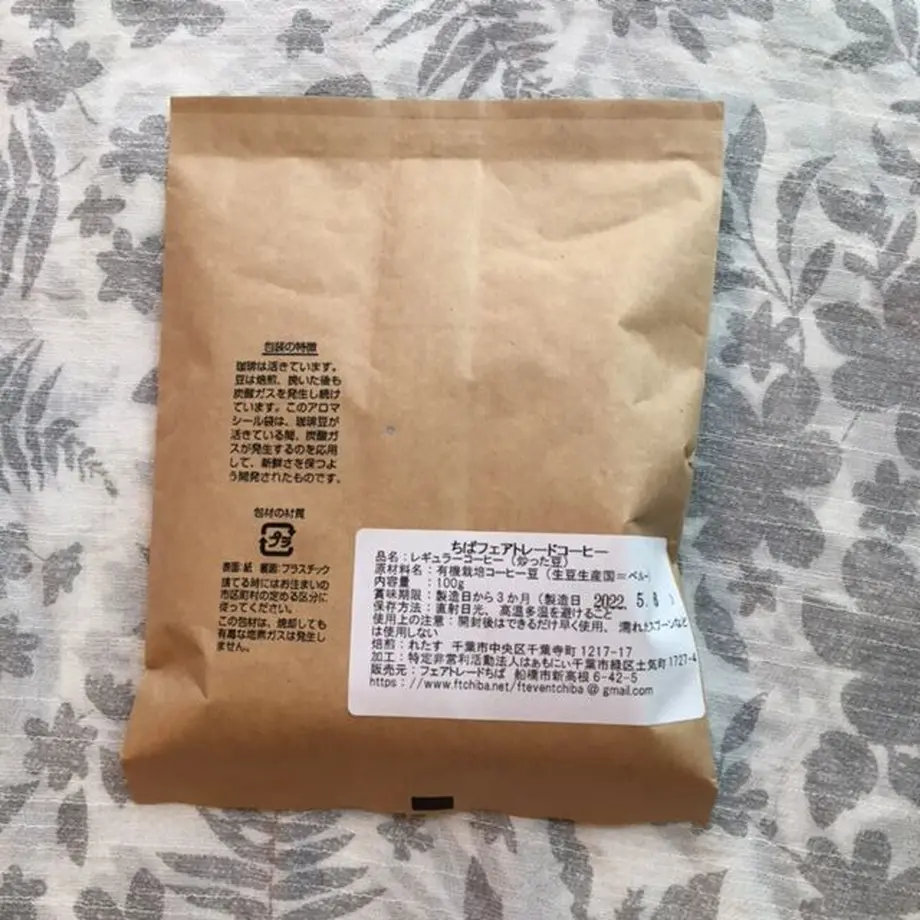 包装の特徴
珈琲は活きています。
豆は焙煎、挽いた後も
炭酸ガスを発生し続け
ています。このアロマ
シール袋は、珈琲豆が
活きている間、炭酸ガ
スが発生するのを応用
して、新鮮さを保つよ
う開発されたものです。
包材の材質
プラ
表面:紙 裏面:プラスチック
捨てる時にはお住まいの
市区町村の定める区分に
従ってください。
この包材は、焼却しても
有毒な塩素ガスは発生し
ません。
ちばフェアトレードコーヒー
品名:レギュラーコーヒー(炒った豆)
原材料名:有機栽培コーヒー豆(生豆生産国=ペルー
内容量 :100g
賞味期限:製造日から3か月(製造日 2022.5.8 )
保存方法:直射日光、高温多湿を避けること
使用上の注意:開封後はできるだけ早く使用、濡れたスプーンなど
は使用しない
焙煎:れたす 千葉市中央区千葉寺町1217-17
加工:特定非営利活動法人はぁもにぃ千葉市緑区土気町1727-4
販売元:フェアトレードちば 船橋市新高根6-42-5
https://www.ftchiba.net/fteventchiba@gmail.com